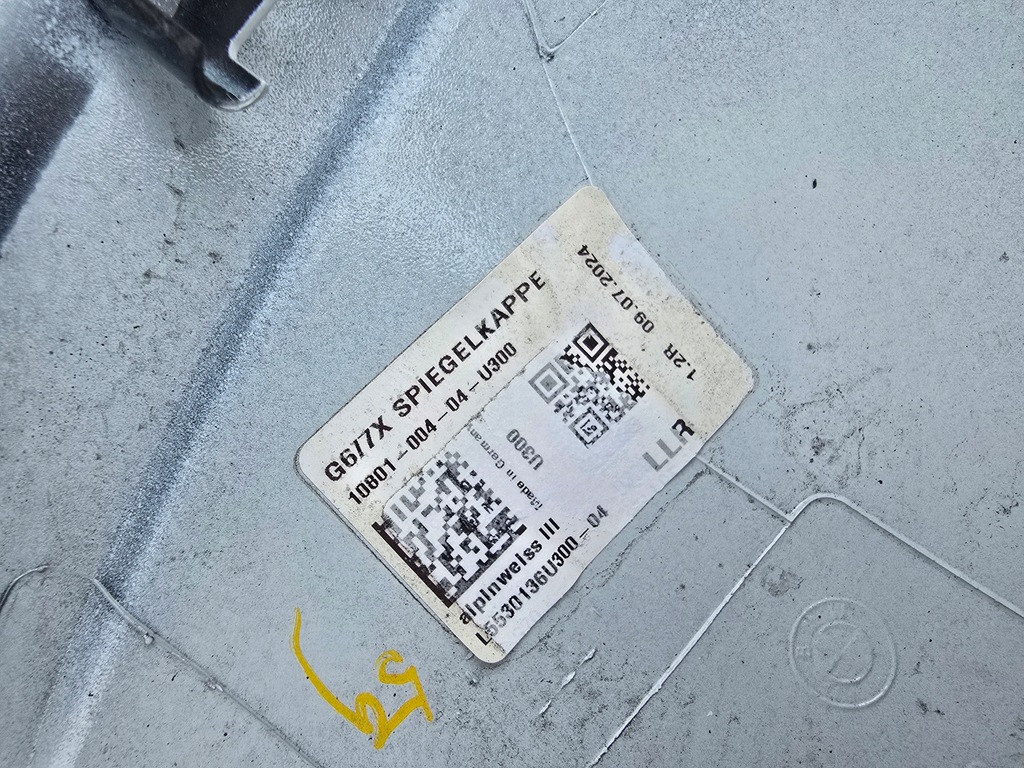 G6/7X SPIEGELKAPPE
10801-004-04-U300
Made in Germany
U300
LLR
1.2R 09.07.2024
alpinweiss III
L5530136U300-04